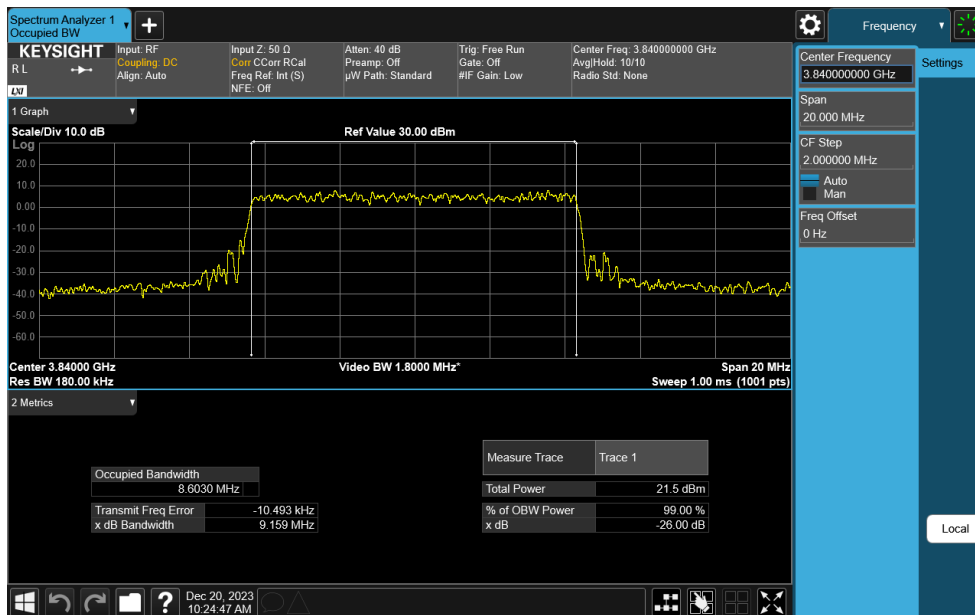 Spectrum Analyzer 1
Occupied BW
Frequency
KEYSIGHT
R L
LXI
Input: RF
Coupling: DC
Align: Auto
Input Z: 50 Ω
Corr CCorr RCal
Freq Ref: Int (S)
NFE: Off
Atten: 40 dB
Preamp: Off
µW Path: Standard
Trig: Free Run
Gate: Off
#IF Gain: Low
Center Freq: 3.840000000 GHz
Avg|Hold: 10/10
Radio Std: None
Center Frequency
3.840000000 GHz
Settings
Span
20.000 MHz
CF Step
2.000000 MHz
Auto
Man
Freq Offset
0 Hz
Local
1 Graph
Scale/Div 10.0 dB
Ref Value 30.00 dBm
Log
20.0
10.0
0.00
-10.0
-20.0
-30.0
-40.0
-50.0
-60.0
Center 3.84000 GHz
Video BW 1.8000 MHz*
Span 20 MHz
Res BW 180.00 kHz
Sweep 1.00 ms (1001 pts)
2 Metrics
Measure Trace Trace 1
Occupied Bandwidth
8.6030 MHz
Total Power 21.5 dBm
Transmit Freq Error -10.493 kHz
% of OBW Power 99.00 %
x dB Bandwidth 9.159 MHz
x dB -26.00 dB
?
Dec 20, 2023
10:24:47 AM